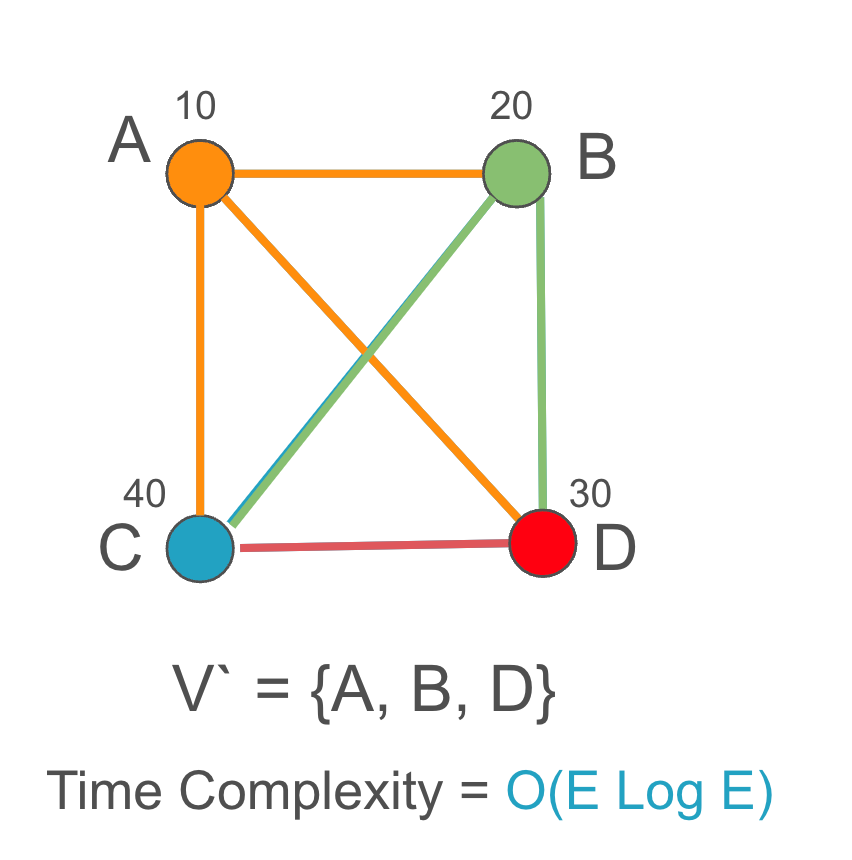 10 20
A B
40 30
C D
V` = {A, B, D}
Time Complexity = O(E Log E)